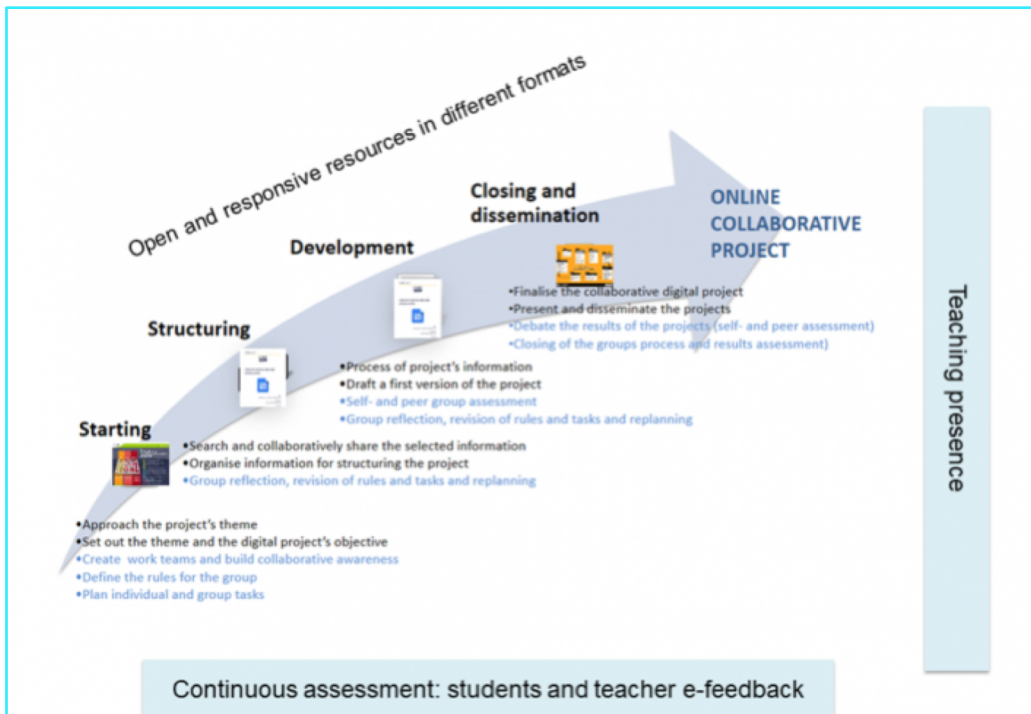 Open and responsive resources in different formats
Closing and
dissemination
ONLINE
COLLABORATIVE
PROJECT
•Finalise the collaborative digital project
•Present and disseminate the projects
•Debate the results of the projects (self- and peer assessment)
•Closing of the groups process and results assessment)
Development
•Process of project's information
•Draft a first version of the project
•Self- and peer group assessment
•Group reflection, revision of rules and tasks and replanning
Structuring
•Search and collaboratively share the selected information
•Organise information for structuring the project
•Group reflection, revision of rules and tasks and replanning
Starting
•Approach the project's theme
•Set out the theme and the digital project's objective
•Create work teams and build collaborative awareness
•Define the rules for the group
•Plan individual and group tasks
Teaching presence
Continuous assessment: students and teacher e-feedback